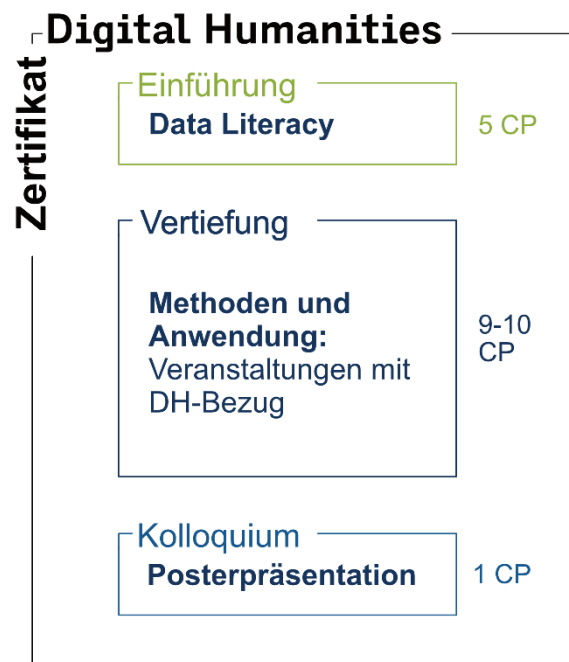 Digital Humanities
Zertifikat
Einführung
Data Literacy
5 CP
Vertiefung
Methoden und
Anwendung:
Veranstaltungen mit
DH-Bezug
9-10
CP
Kolloquium
Posterpräsentation
1 CP